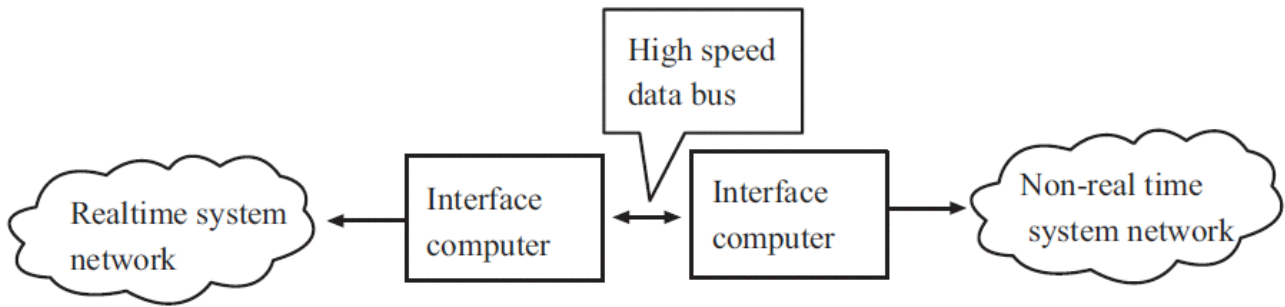 High speed
data bus
Realtime system
network
Interface
computer
Interface
computer
Non-real time
system network